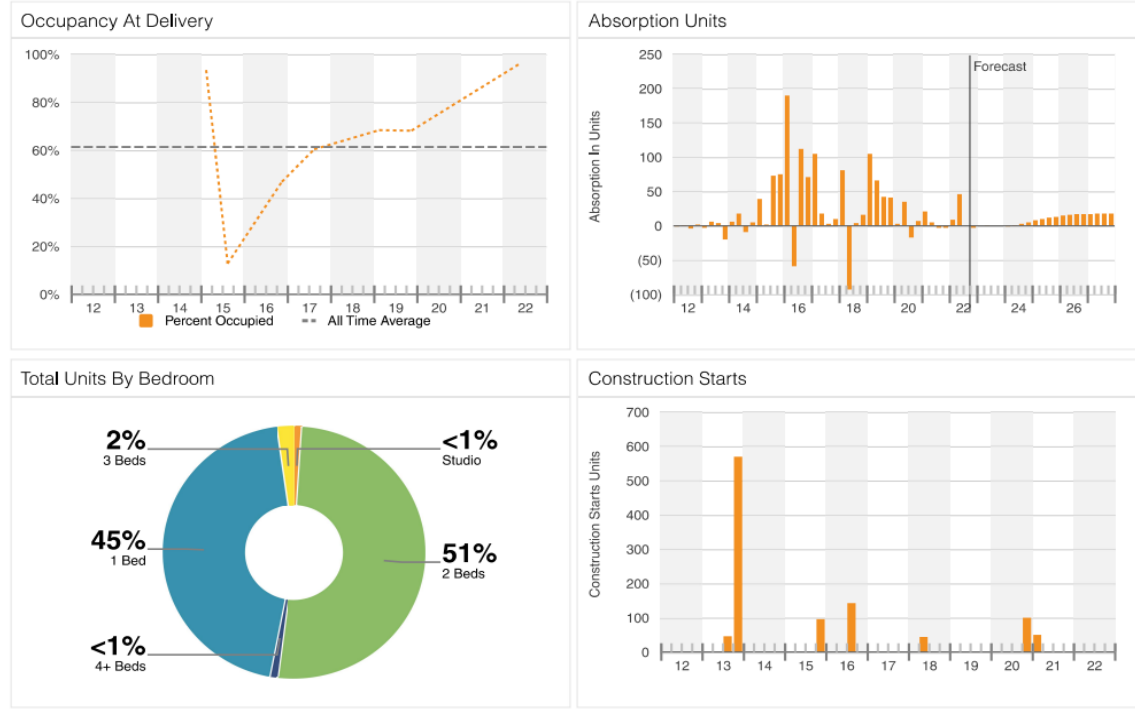 Occupancy At Delivery
100%
80%
60%
40%
20%
0%
12 13 14 15 16 17 18 19 20 21 22
Percent Occupied All Time Average
Absorption Units
Absorption In Units
250
200
150
100
50
0
(50)
(100)
Forecast
12 14 16 18 20 22 24 26
Total Units By Bedroom
2%
3 Beds
<1%
Studio
45%
1 Bed
51%
2 Beds
<1%
4+ Beds
Construction Starts
Construction Starts Units
700
600
500
400
300
200
100
0
12 13 14 15 16 17 18 19 20 21 22